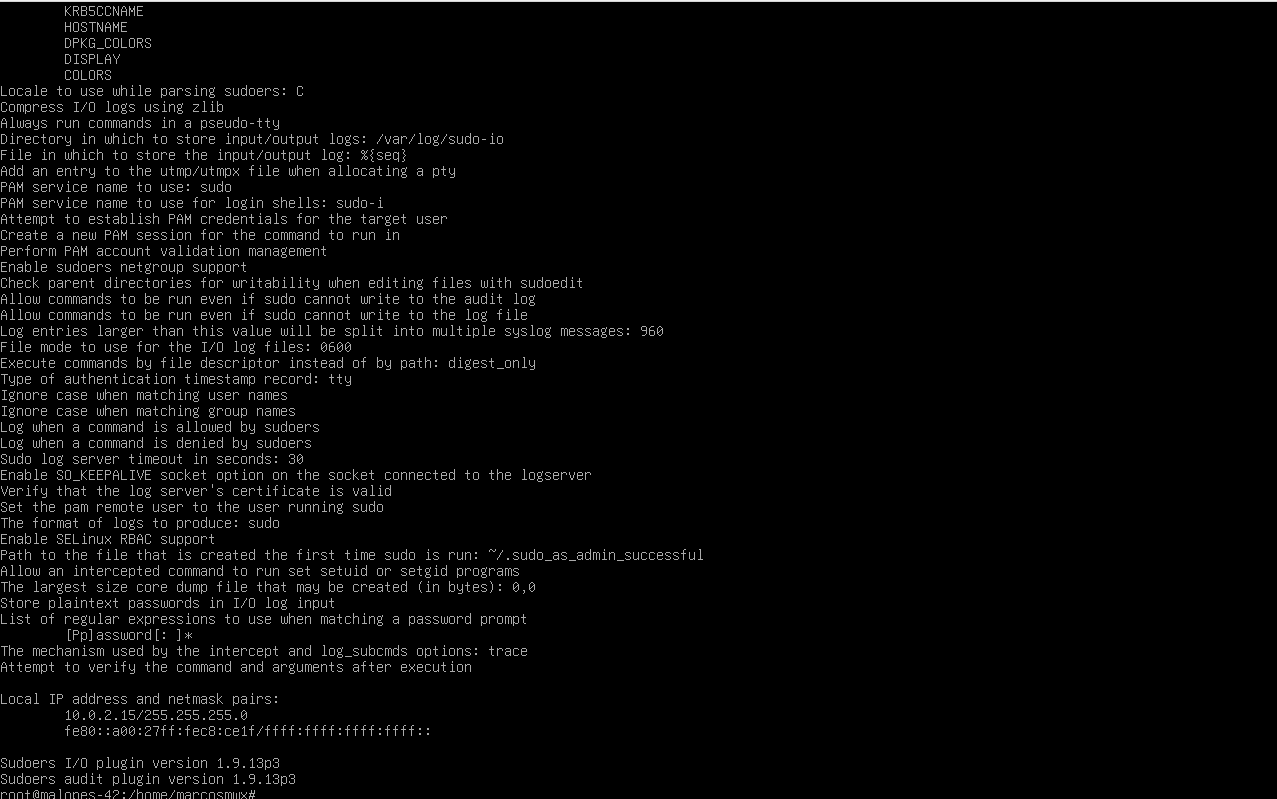 KRB5CCNAME
HOSTNAME
DPKG_COLORS
DISPLAY
COLORS
Locale to use while parsing sudoers: C
Compress I/O logs using zlib
Always run commands in a pseudo-tty
Directory in which to store input/output logs: /var/log/sudo-io
File in which to store the input/output log: %{seq}
Add an entry to the utmp/utmpx file when allocating a pty
PAM service name to use: sudo
PAM service name to use for login shells: sudo-i
Attempt to establish PAM credentials for the target user
Create a new PAM session for the command to run in
Perform PAM account validation management
Enable sudoers netgroup support
Check parent directories for writability when editing files with sudoedit
Allow commands to be run even if sudo cannot write to the audit log
Allow commands to be run even if sudo cannot write to the log file
Log entries larger than this value will be split into multiple syslog messages: 960
File mode to use for the I/O log files: 0600
Execute commands by file descriptor instead of by path: digest_only
Type of authentication timestamp record: tty
Ignore case when matching user names
Ignore case when matching group names
Log when a command is allowed by sudoers
Log when a command is denied by sudoers
Sudo log server timeout in seconds: 30
Enable SO_KEEPALIVE socket option on the socket connected to the logserver
Verify that the log server's certificate is valid
Set the pam remote user to the user running sudo
The format of logs to produce: sudo
Enable SELinux RBAC support
Path to the file that is created the first time sudo is run: ~/.sudo_as_admin_successful
Allow an intercepted command to run set setuid or setgid programs
The largest size core dump file that may be created (in bytes): 0,0
Store plaintext passwords in I/O log input
List of regular expressions to use when matching a password prompt
[Pp]assword[: ]*
The mechanism used by the intercept and log_subcmds options: trace
Attempt to verify the command and arguments after execution
Local IP address and netmask pairs:
10.0.2.15/255.255.255.0
fe80::a00:27ff:fec8:ce1f/ffff:ffff:ffff:ffff::
Sudoers I/O plugin version 1.9.13p3
Sudoers audit plugin version 1.9.13p3
root@malopes-42:/home/marcosmwx#